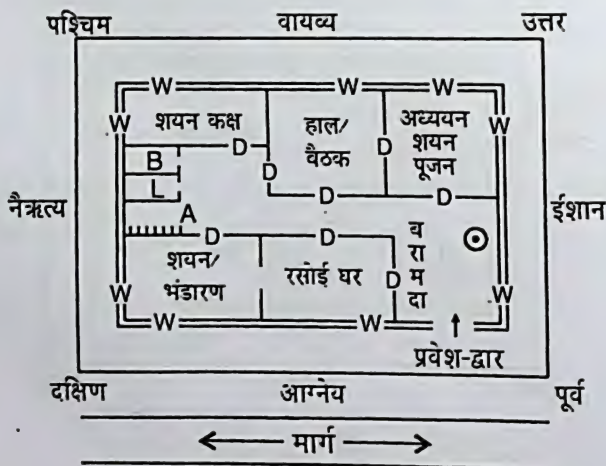 पश्चिम वायव्य उत्तर
W W W
W W
शयन कक्ष हाल/ अध्ययन
बैठक शयन
पूजन
B D D D
L D D
नैऋत्य ईशान
A
D D
व
रा
म
दा
शयन/ रसोई घर D
भंडारण
W W
W W
प्रवेश-द्वार
दक्षिण आग्नेय पूर्व
मार्ग